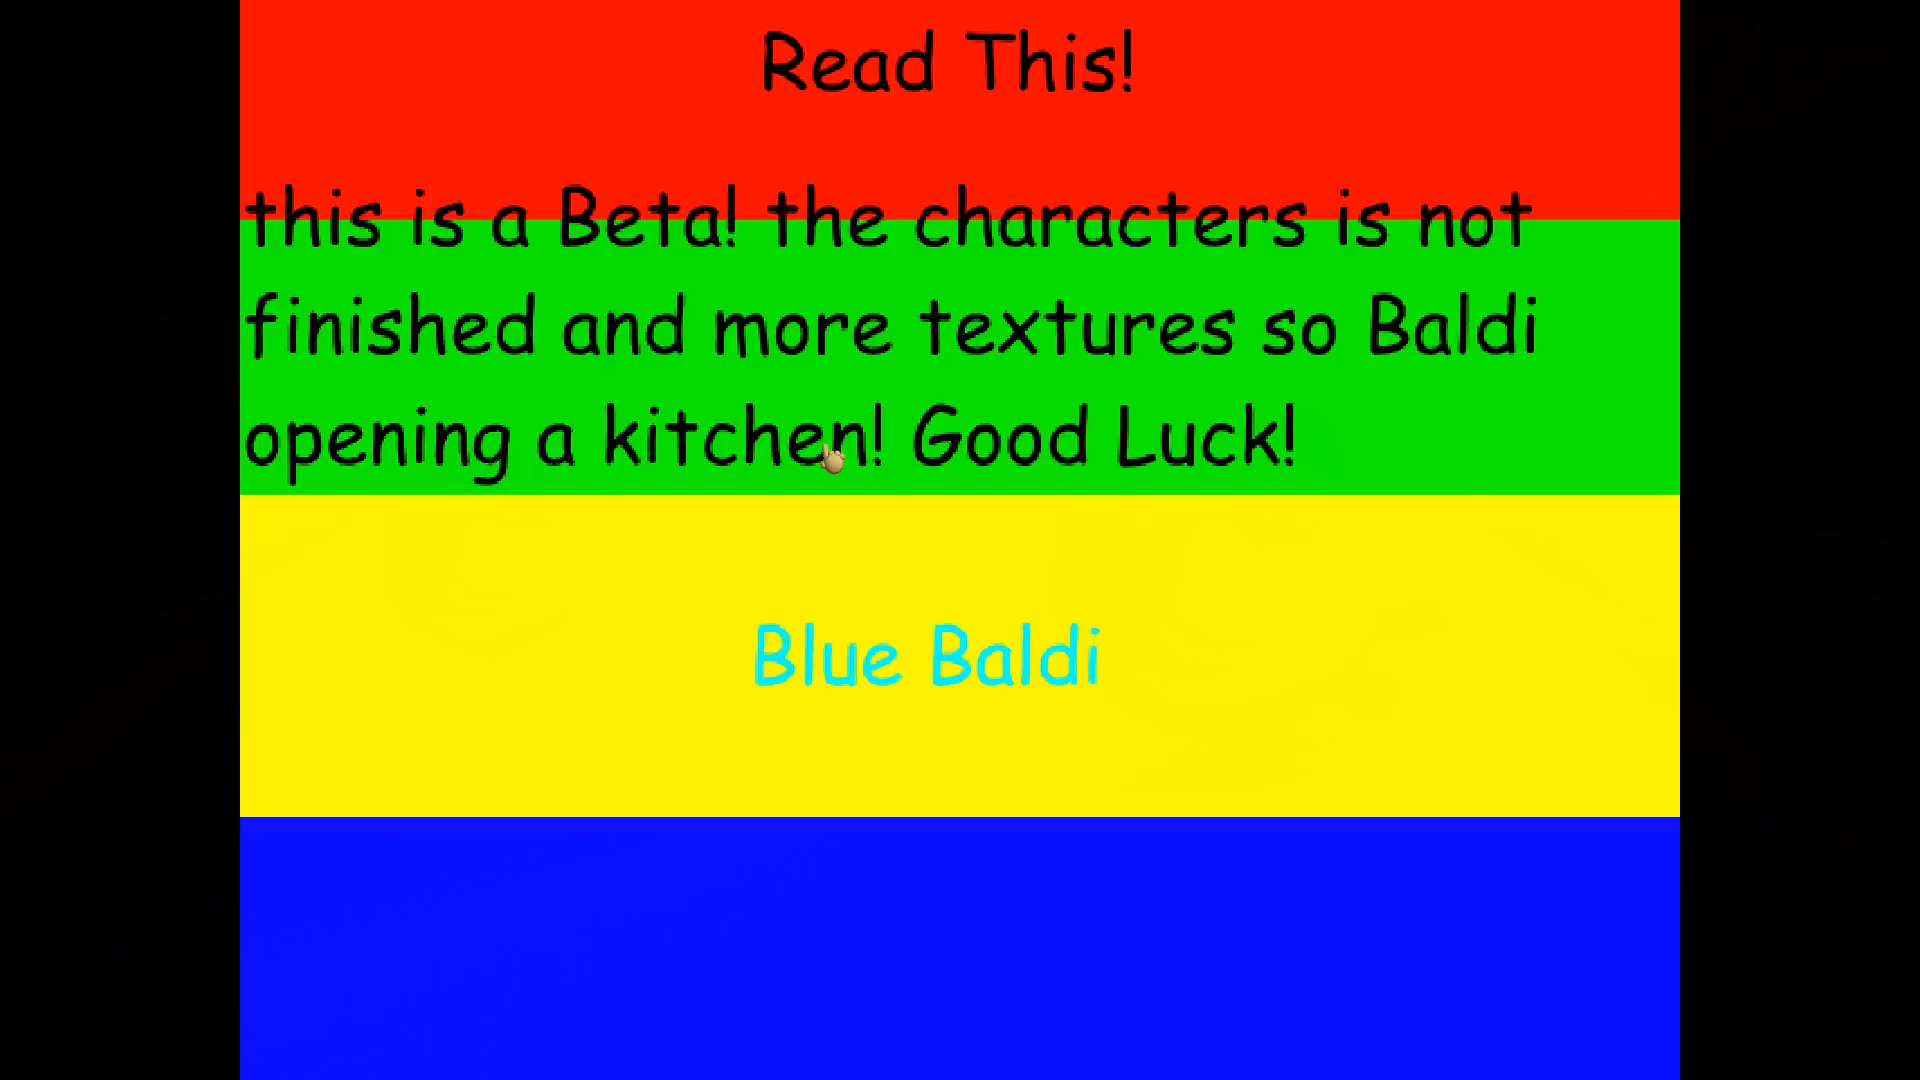 Read This!
this is a Beta! the characters is not
finished and more textures so Baldi
opening a kitchen! Good Luck!
Blue Baldi